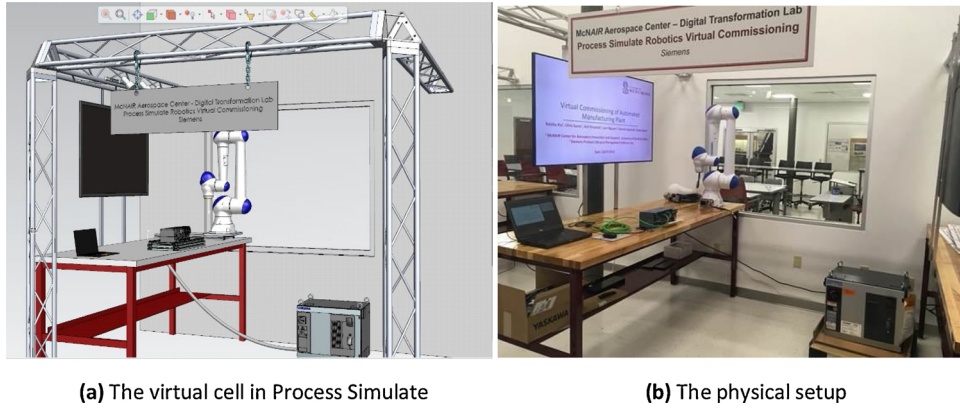 McNAIR Aerospace Center - Digital Transformation Lab
Process Simulate Robotics Virtual Commissioning
Siemens
McNAIR Aerospace Center – Digital Transformation Lab
Process Simulate Robotics Virtual Commissioning
Siemens
Virtual Commissioning of Automated
Manufacturing Plant
YASKAWA
(a) The virtual cell in Process Simulate
(b) The physical setup